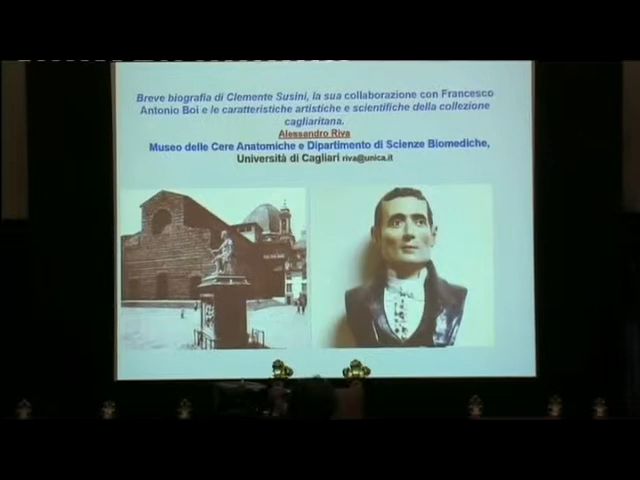 Breve biografia di Clemente Susini, la sua collaborazione con Francesco
Antonio Boi e le caratteristiche artistiche e scientifiche della collezione
cagliaritana.
Alessandro Riva
Museo delle Cere Anatomiche e Dipartimento di Scienze Biomediche,
Università di Cagliari riva@unica.it